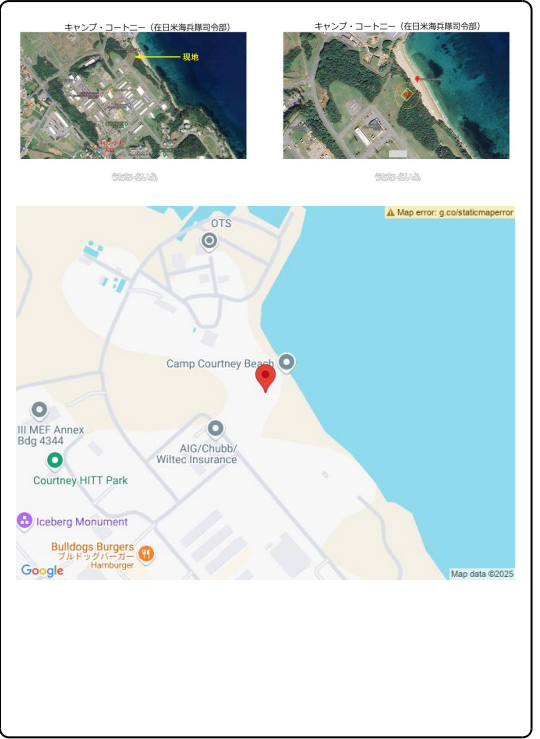 キャンプ・コートニー（在日米海兵隊司令部）
キャンプ・コートニー（在日米海兵隊司令部）
現地
Map error: g.co/staticmaperror
OTS
Camp Courtney Beach
III MEF Annex
Bdg 4344
AIG/Chubb/
Wiltec Insurance
Courtney HITT Park
Iceberg Monument
Bulldogs Burgers
ブルドッグバーガー
Hamburger
Google
Map data ©2025